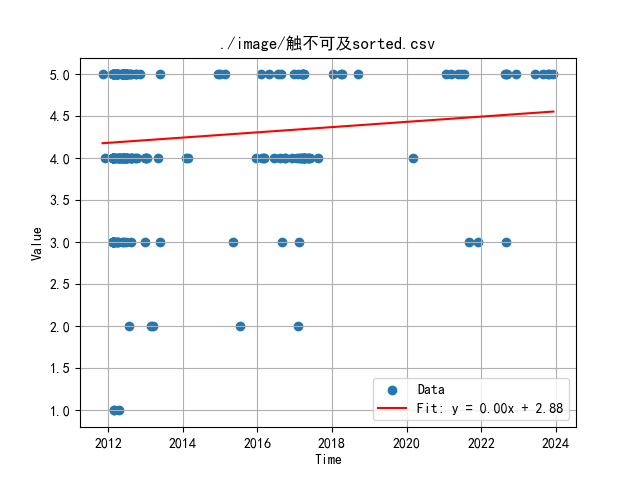 ./image/触不可及sorted.csv
5.0
4.5
4.0
3.5
3.0
2.5
2.0
1.5
1.0
Value
Data
Fit: y = 0.00x + 2.88
2012 2014 2016 2018 2020 2022 2024
Time